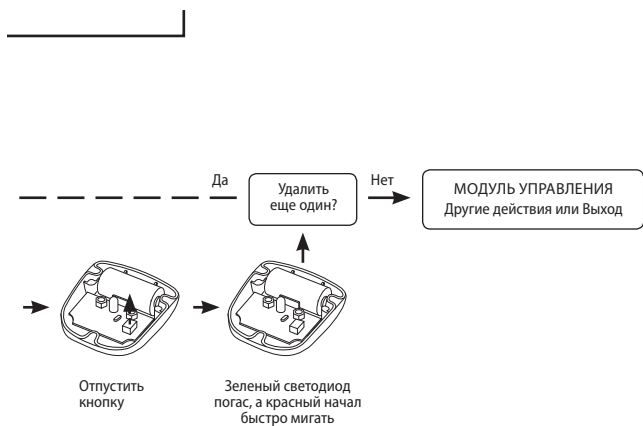 Да
Удалить
еще один?
Нет
МОДУЛЬ УПРАВЛЕНИЯ
Другие действия или Выход
Отпустить
кнопку
Зеленый светодиод
погас, а красный начал
быстро мигать